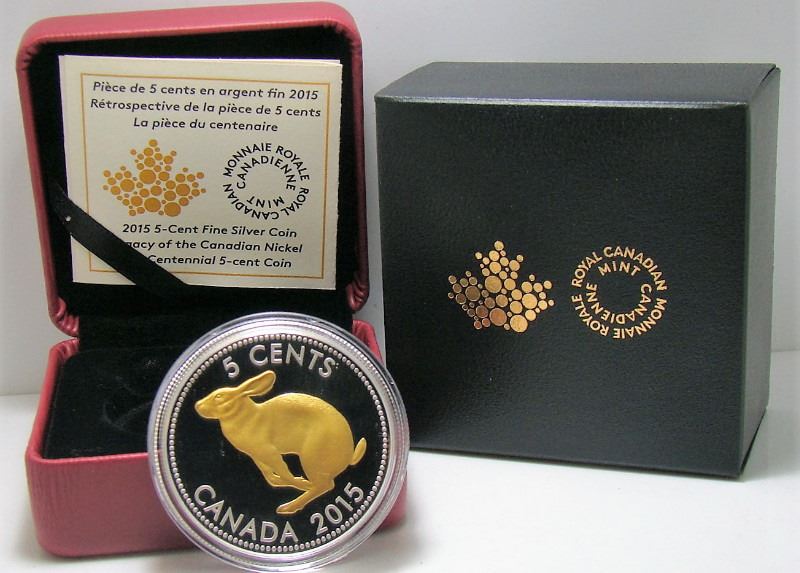 Pièce de 5 cents en argent fin 2015
Rétrospective de la pièce de 5 cents
La pièce du centenaire
MONNAIE ROYALE CANADIENNE
ROYAL CANADIAN MINT
2015 5-Cent Fine Silver Coin
of the Canadian Nickel
Centennial 5-cent Coin
ROYAL CANADIAN MINT
MONNAIE ROYALE CANADIENNE
5 CENTS
CANADA 2015